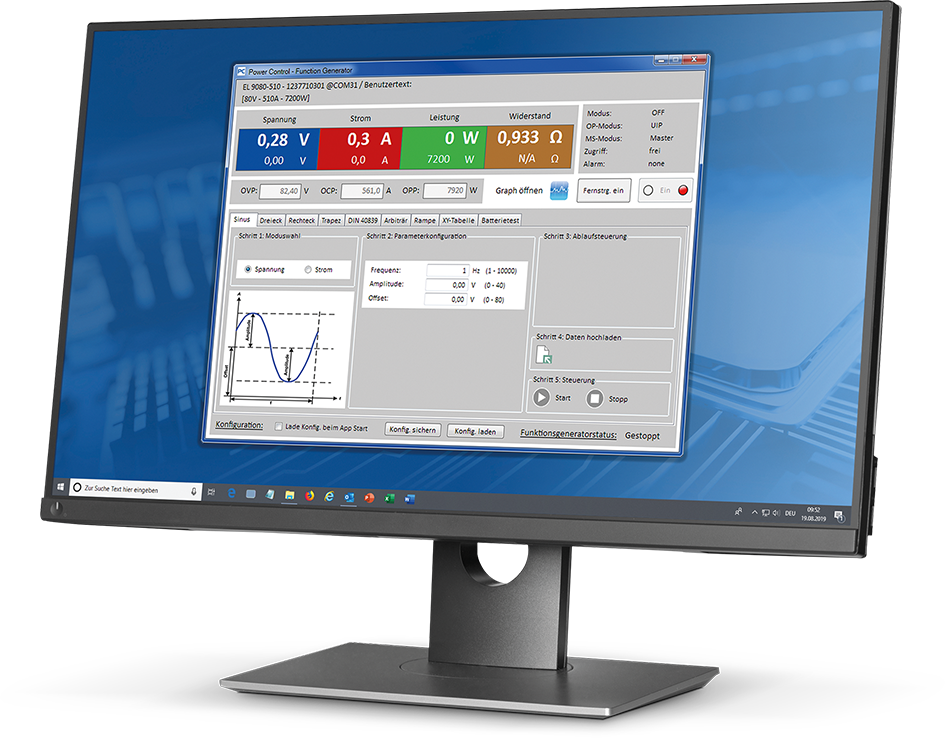 PC Power Control - Function Generator
EL 9080-510 - 1237710301 @COM31 / Benutzertext:
[80V - 510A - 7200W]
Spannung Strom Leistung Widerstand
0,28 V 0,3 A 0 W 0,933 Ω
0,00 V 0,0 A 7200 W N/A Ω
Modus: OFF
OP-Modus: UIP
MS-Modus: Master
Zugriff: frei
Alarm: none
OVP: 82,40 V OCP: 561,0 A OPP: 7920 W Graph öffnen Fernstrg. ein Ein
Sinus Dreieck Rechteck Trapez DIN 40839 Arbiträr Rampe XY-Tabelle Batterietest
Schritt 1: Moduswahl
Spannung Strom
Schritt 2: Parameterkonfiguration
Frequenz: 1 Hz (1 - 10000)
Amplitude: 0,00 V (0 - 40)
Offset: 0,00 V (0 - 80)
Schritt 3: Ablaufsteuerung
A
Amplitude
Amplitude
Offset
f
t
Schritt 4: Daten hochladen
Schritt 5: Steuerung
Start Stopp
Konfiguration: Lade Konfig. beim App Start Konfig. sichern Konfig. laden Funktionsgeneratorstatus: Gestoppt
Zur Suche Text hier eingeben
DEU
09:52
19.08.2019